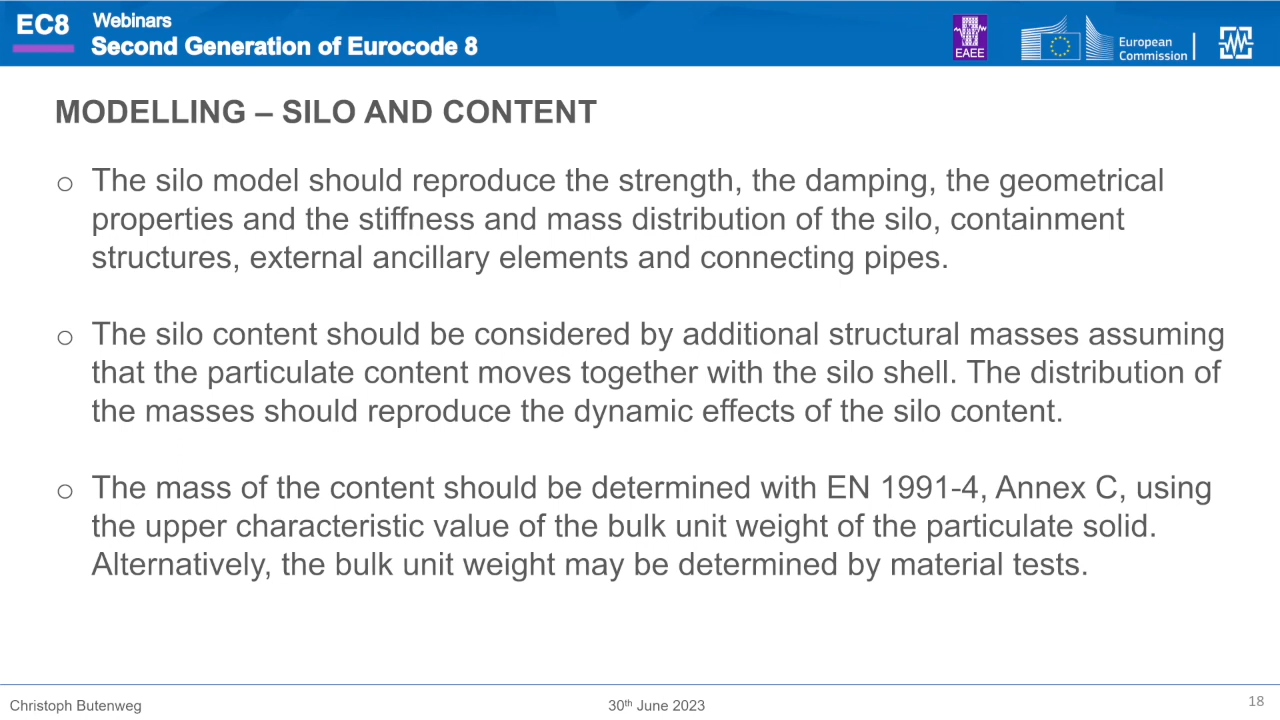 EC8
Webinars
Second Generation of Eurocode 8
EAEE
European
Commission
MODELLING – SILO AND CONTENT
o The silo model should reproduce the strength, the damping, the geometrical
properties and the stiffness and mass distribution of the silo, containment
structures, external ancillary elements and connecting pipes.
o The silo content should be considered by additional structural masses assuming
that the particulate content moves together with the silo shell. The distribution of
the masses should reproduce the dynamic effects of the silo content.
o The mass of the content should be determined with EN 1991-4, Annex C, using
the upper characteristic value of the bulk unit weight of the particulate solid.
Alternatively, the bulk unit weight may be determined by material tests.
Christoph Butenweg
30th June 2023
18